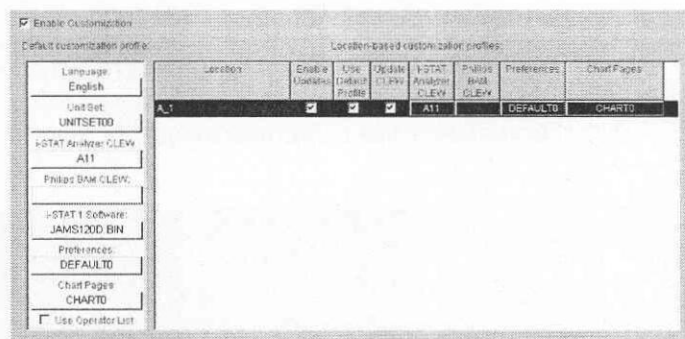 Enable Customization
Default customization profile:
Location-based customization profiles:
Language:
English
Unit Set:
UNITSET00
i-STAT Analyzer CLEW
A11
Philips BAM CLEW:
i-STAT 1 Software:
JAMS120D.BIN
Preferences:
DEFAULT0
Chart Pages
CHART0
Use Operator List
Location
Enable Updates
Use Default Profile
Update CLEW
i-STAT Analyzer CLEW
Philips BAM CLEW
Preferences
Chart Pages
A_1
A11
DEFAULT0
CHART0